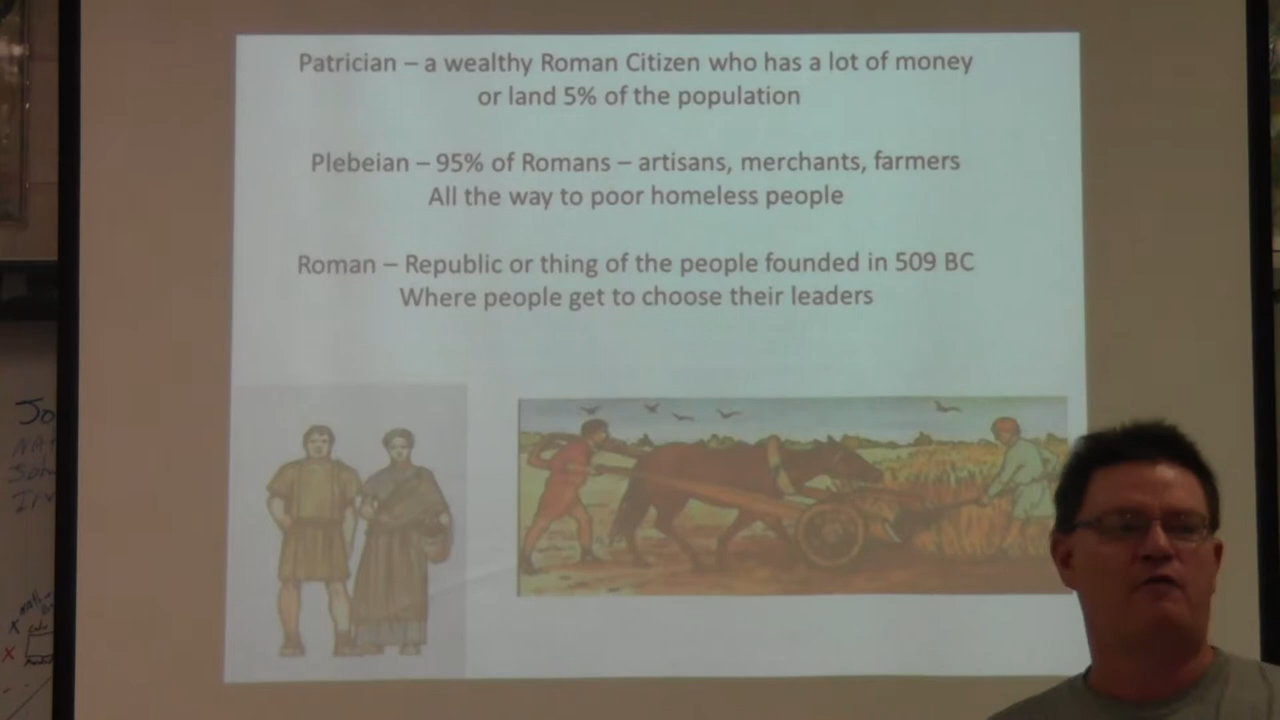 Patrician – a wealthy Roman Citizen who has a lot of money
or land 5% of the population
Plebeian – 95% of Romans – artisans, merchants, farmers
All the way to poor homeless people
Roman – Republic or thing of the people founded in 509 BC
Where people get to choose their leaders
Jo